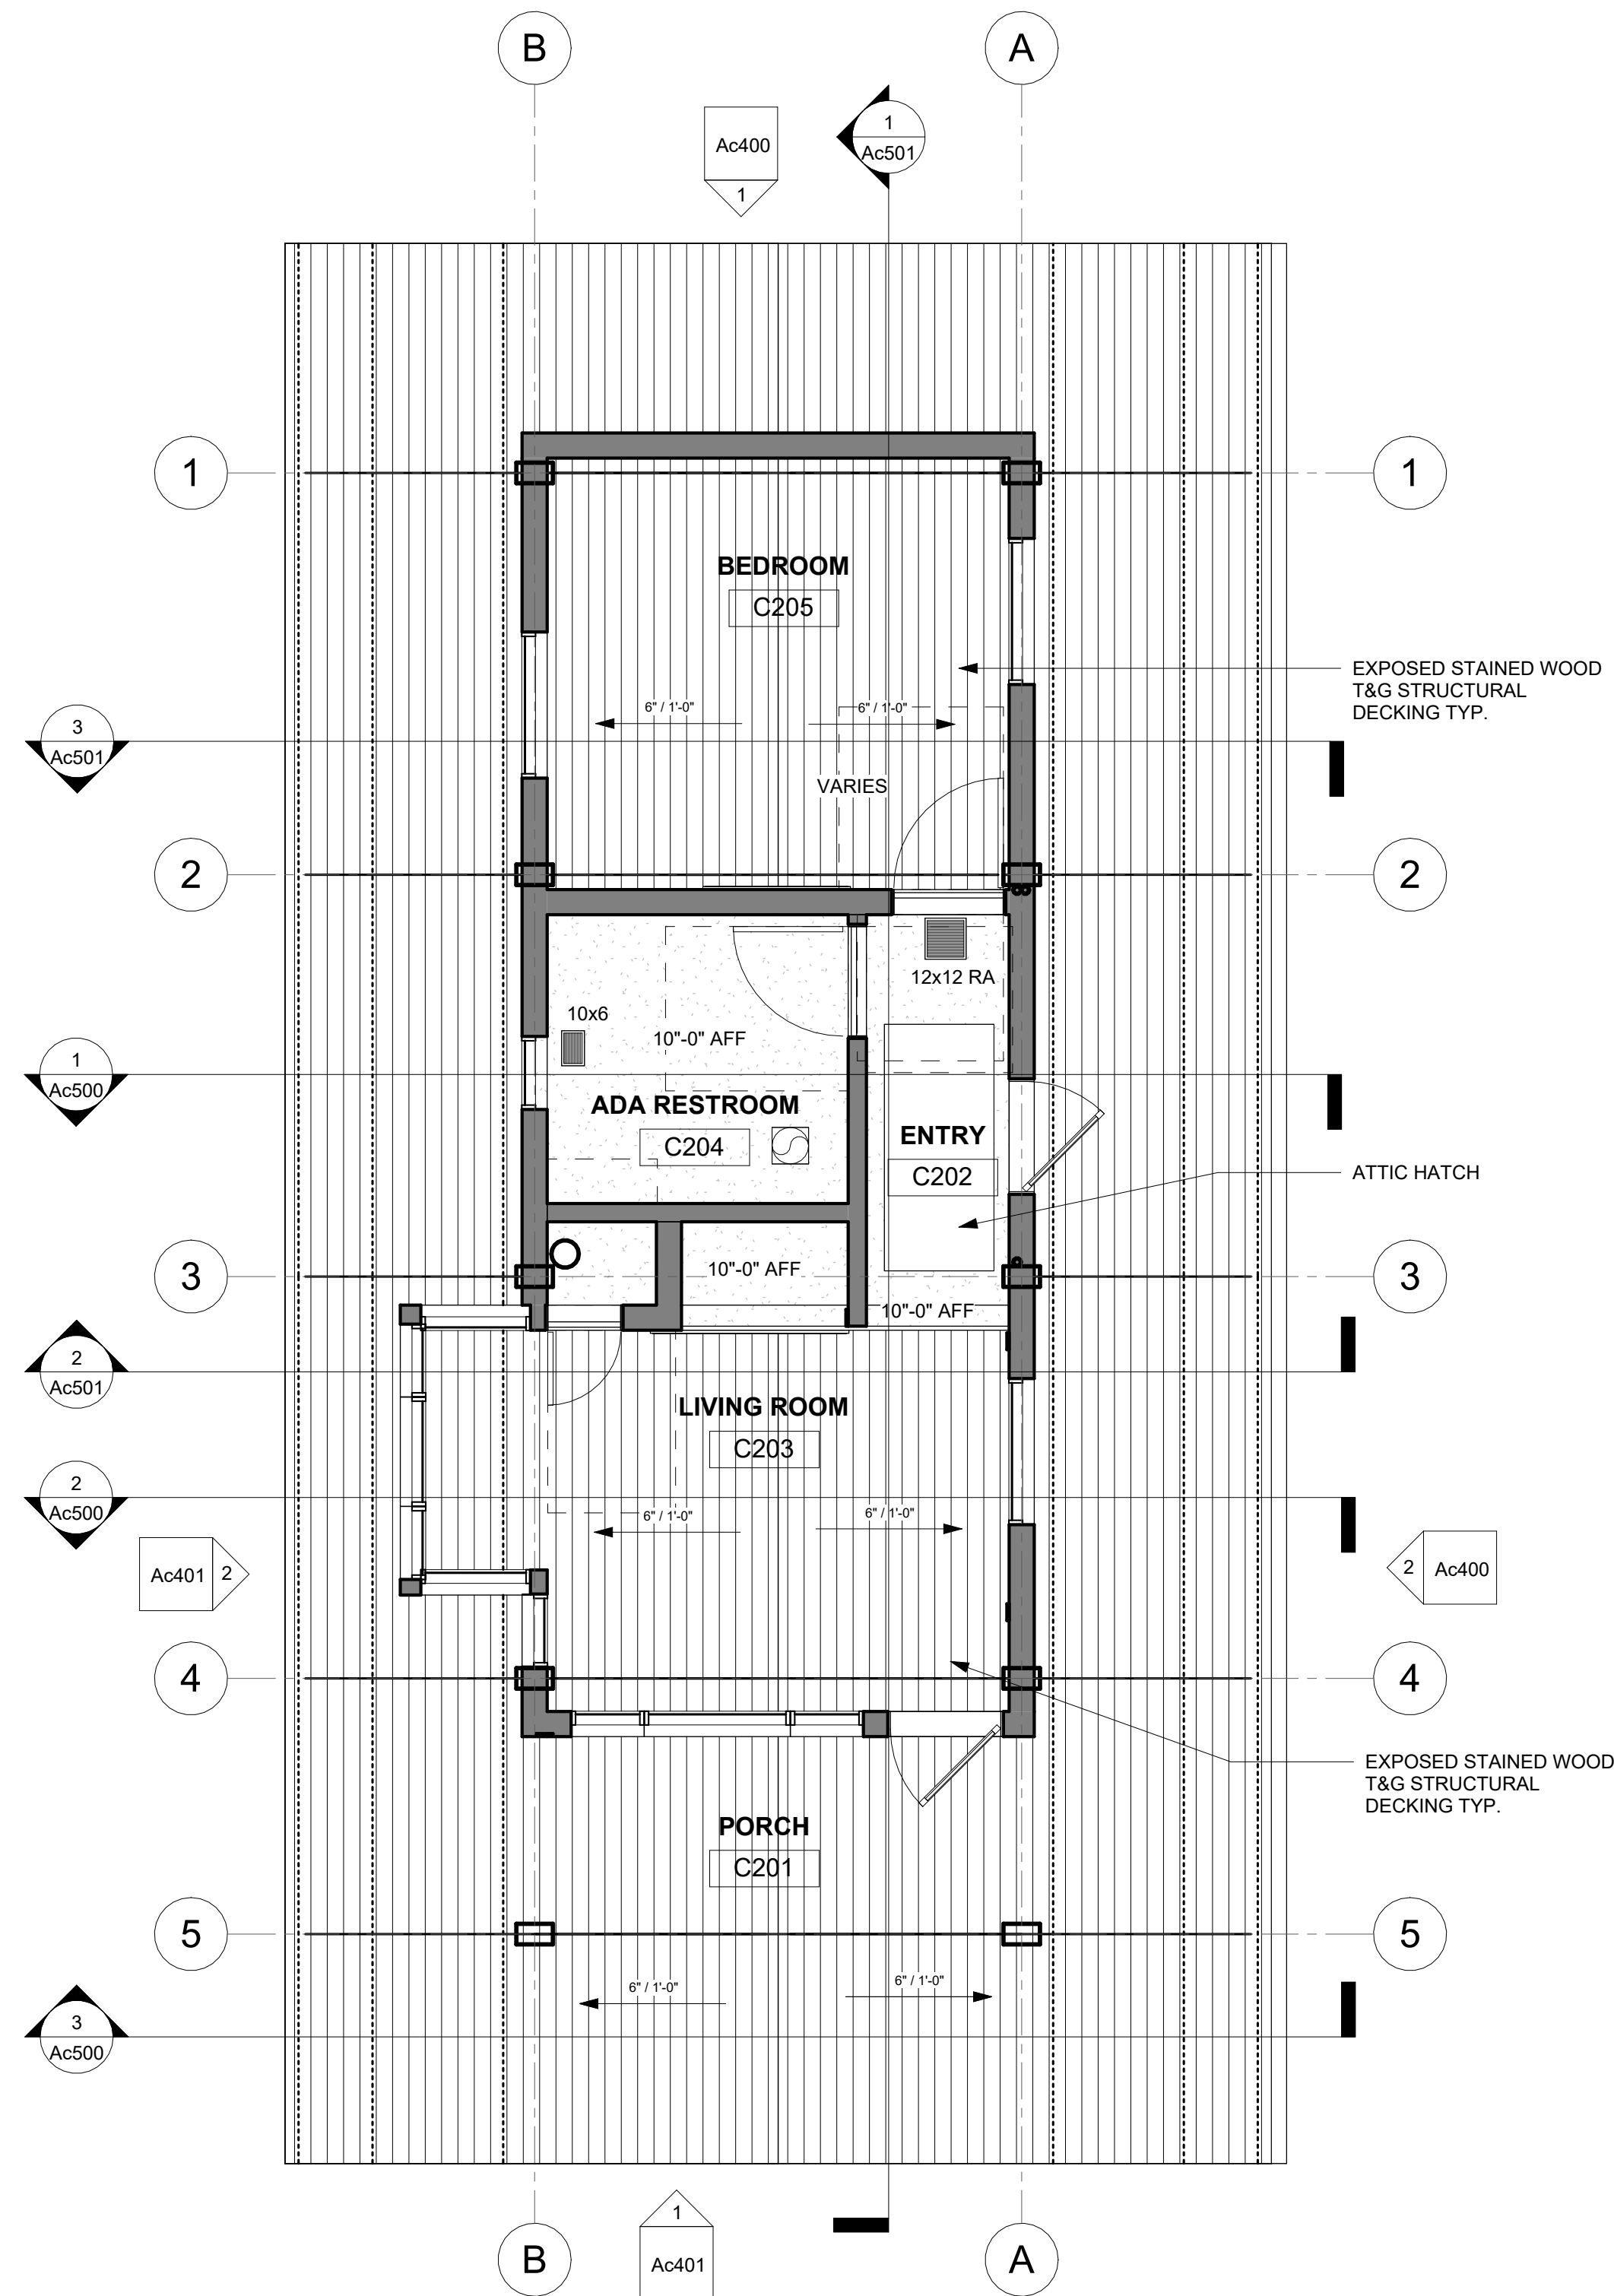 B
A
Ac400
1
1
Ac501
1
1
BEDROOM
C205
EXPOSED STAINED WOOD
T&G STRUCTURAL
DECKING TYP.
6" / 1'-0"
6" / 1'-0"
3
Ac501
VARIES
2
2
12x12 RA
10x6
10"-0" AFF
1
Ac500
ADA RESTROOM
C204
ENTRY
C202
ATTIC HATCH
3
10"-0" AFF
3
10"-0" AFF
2
Ac501
LIVING ROOM
C203
2
Ac500
6" / 1'-0"
6" / 1'-0"
Ac401
2
2
Ac400
4
4
EXPOSED STAINED WOOD
T&G STRUCTURAL
DECKING TYP.
PORCH
C201
5
5
6" / 1'-0"
6" / 1'-0"
3
Ac500
1
Ac401
B
A